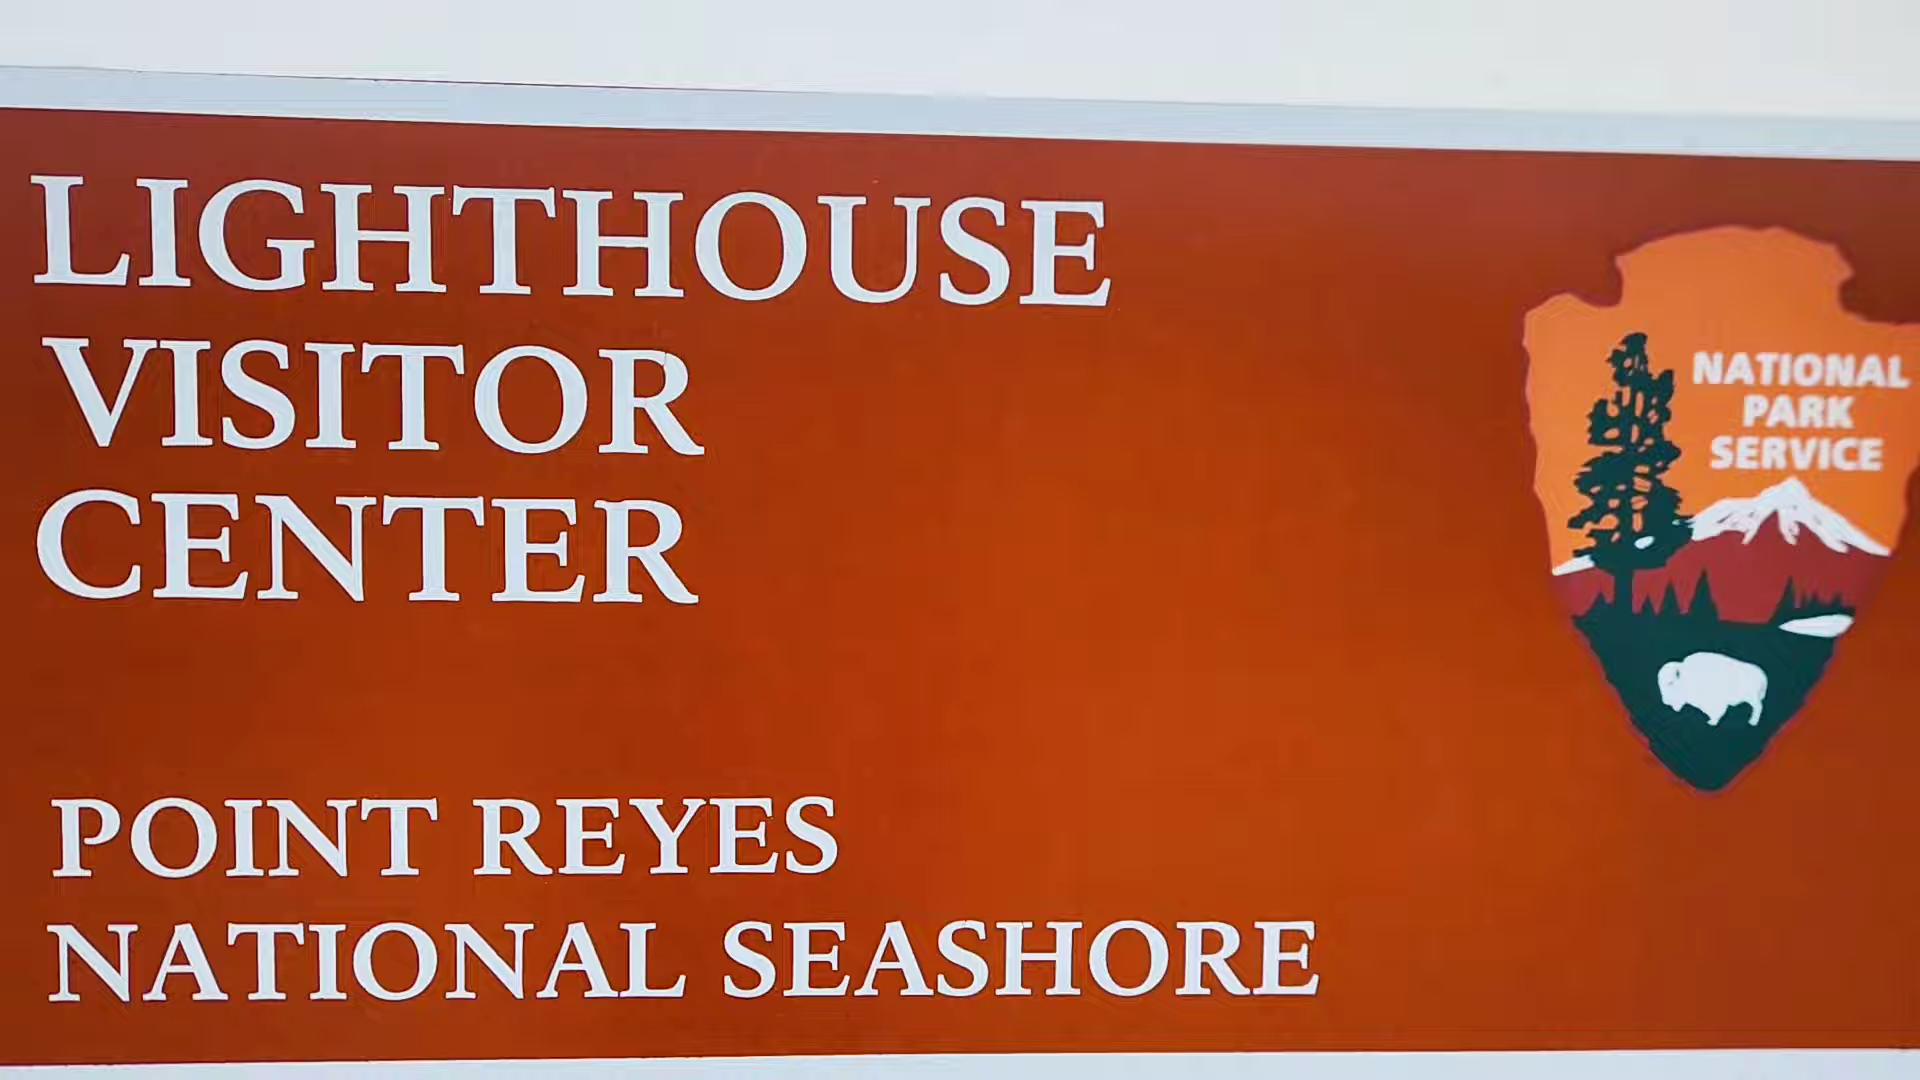 LIGHTHOUSE
VISITOR
CENTER
POINT REYES
NATIONAL SEASHORE
NATIONAL
PARK
SERVICE